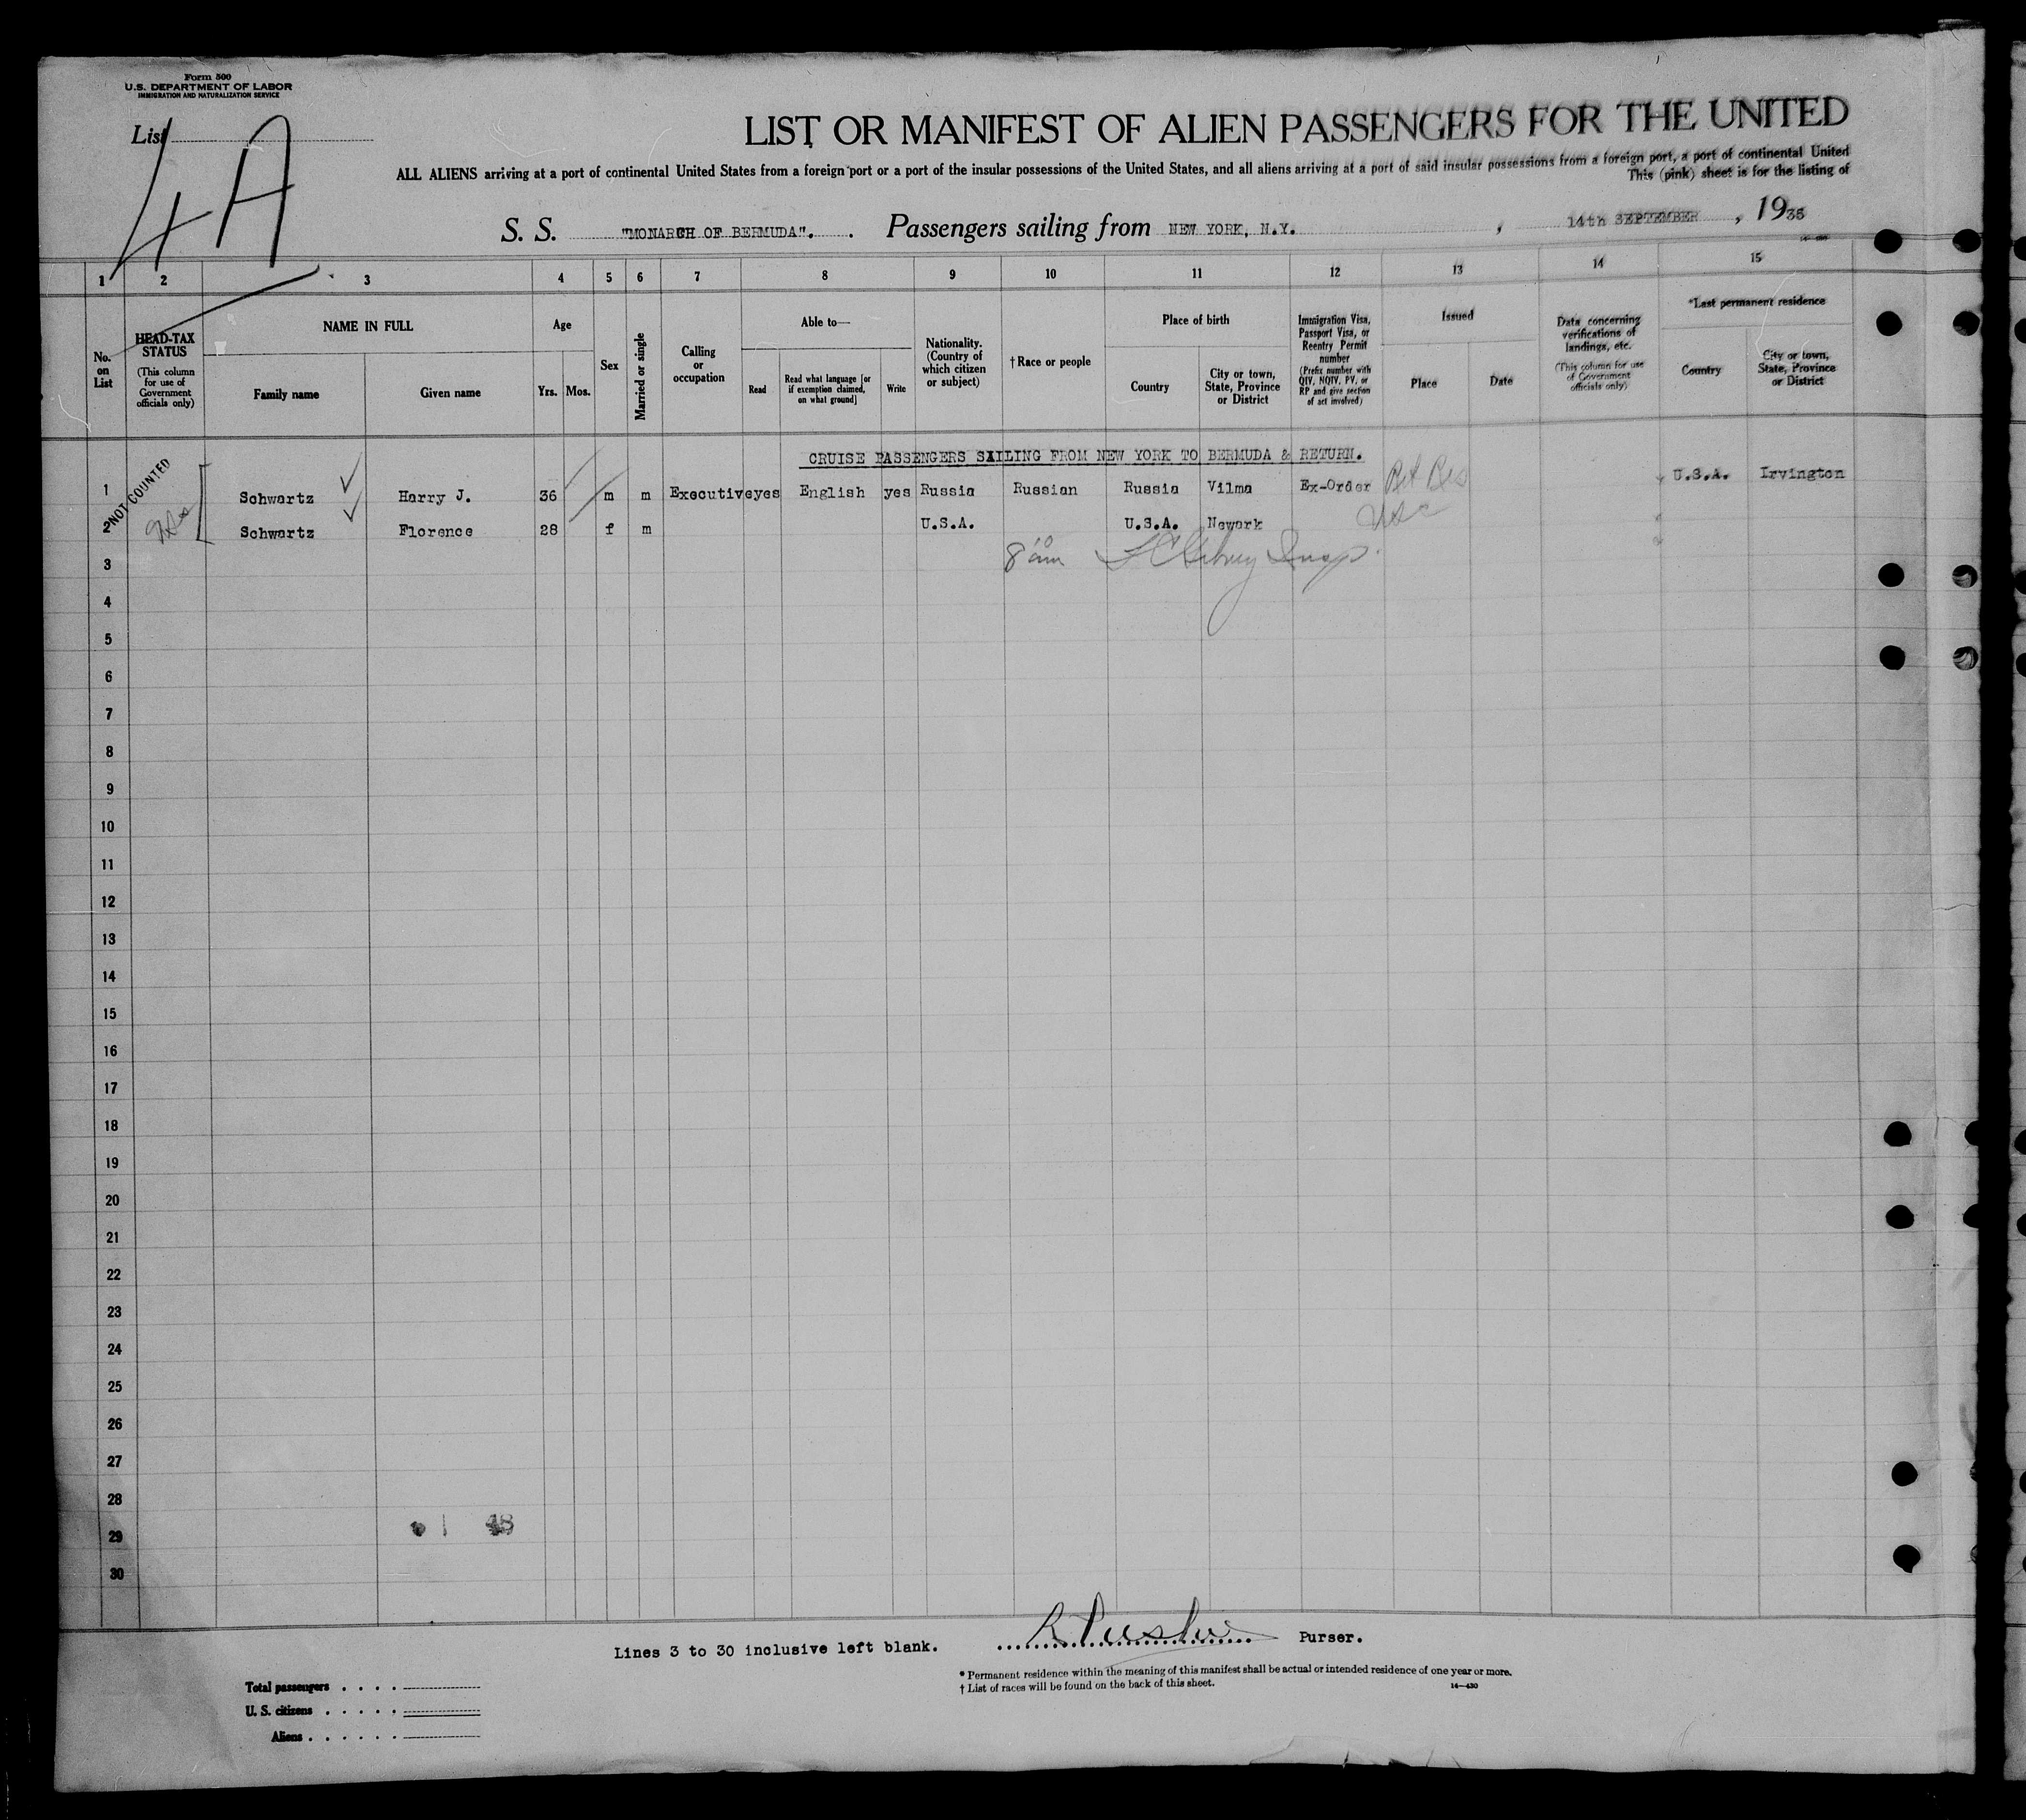 Form 500
U.S. DEPARTMENT OF LABOR
IMMIGRATION AND NATURALIZATION SERVICE
List
4A
LIST OR MANIFEST OF ALIEN PASSENGERS FOR THE UNITED
ALL ALIENS arriving at a port of continental United States from a foreign port or a port of the insular possessions of the United States, and all aliens arriving at a port of said insular possessions from a foreign port, a port of continental United
This (pink) sheet is for the listing of
S. S. "MONARCH OF BERMUDA". Passengers sailing from NEW YORK, N.Y. , 14th SEPTEMBER , 1935
1 2 3 4 5 6 7 8 9 10 11 12 13 14 15
No. on List
HEAD-TAX STATUS
(This column for use of Government officials only)
NAME IN FULL
Family name
Given name
Age
Yrs. Mos.
Sex
Married or single
Calling or occupation
Able to—
Read
Read what language [or if exemption claimed, on what ground]
Write
Nationality. (Country of which citizen or subject)
†Race or people
Place of birth
Country
City or town, State, Province or District
Immigration Visa, Passport Visa, or Reentry Permit number
(Prefix number with QIV, NQIV, PV, or RP and give section of act involved)
Issued
Place
Date
Data concerning verifications of landings, etc.
(This column for use of Government officials only)
*Last permanent residence
Country
City or town, State, Province or District
CRUISE PASSENGERS SAILING FROM NEW YORK TO BERMUDA & RETURN.
NOT COUNTED
1 Schwartz Harry J. 36 m m Executive yes English yes Russia Russian Russia Vilma Ex-Order U.S.A. Irvington
2 Schwartz Florence 28 f m U.S.A. U.S.A. Newark
USC
3
4
5
6
7
8
9
10
11
12
13
14
15
16
17
18
19
20
21
22
23
24
25
26
27
28
29
30
Lines 3 to 30 inclusive left blank.
Purser.
* Permanent residence within the meaning of this manifest shall be actual or intended residence of one year or more.
† List of races will be found on the back of this sheet.
14—430
Total passengers
U. S. citizens
Aliens